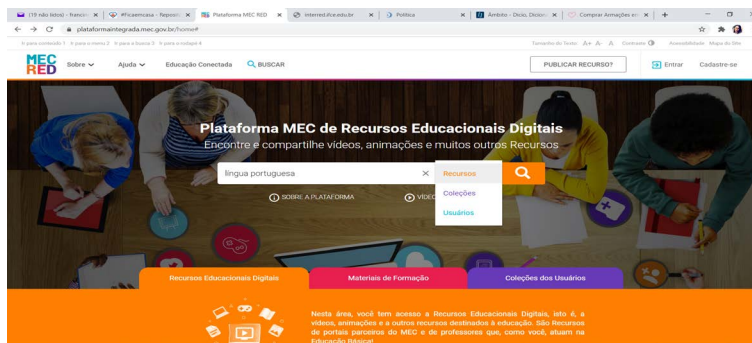 (19 não lidos) - francin
#Ficaemcasa - Reposit
Plataforma MEC RED
interred.ifce.edu.br
Política
Âmbito - Dicio, Dicion
Comprar Armações em
plataformaintegrada.mec.gov.br/home#
Ir para conteúdo 1 Ir para o menu 2 Ir para a busca 3 Ir para o rodapé 4
Tamanho do Texto: A+ A- A Contraste Acessibilidade Mapa do Site
MEC RED
Sobre
Ajuda
Educação Conectada
BUSCAR
PUBLICAR RECURSO?
Entrar
Cadastre-se
Plataforma MEC de Recursos Educacionais Digitais
Encontre e compartilhe vídeos, animações e muitos outros Recursos
língua portuguesa
Recursos
Coleções
Usuários
SOBRE A PLATAFORMA
Recursos Educacionais Digitais
Materiais de Formação
Coleções dos Usuários
Nesta área, você tem acesso a Recursos Educacionais Digitais, isto é, a
vídeos, animações e a outros recursos destinados à educação. São Recursos
de portais parceiros do MEC e de professores que, como você, atuam na
Educação Básica!